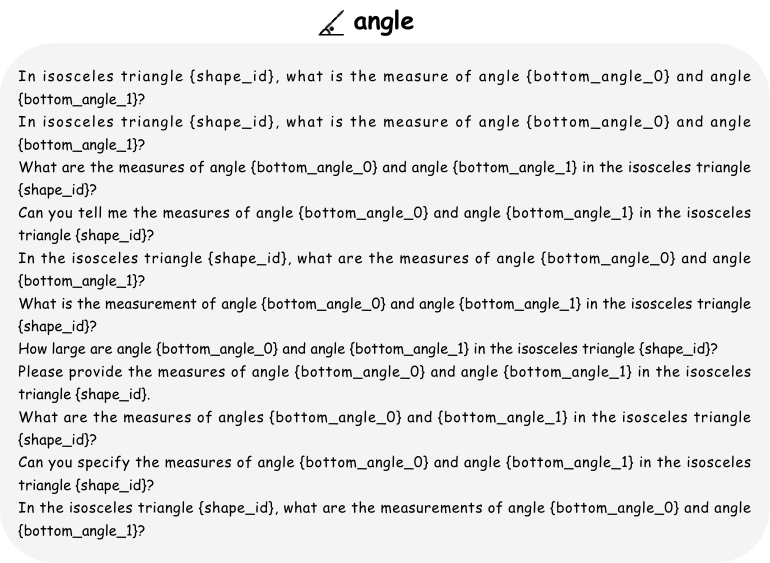 angle
In isosceles triangle {shape_id}, what is the measure of angle {bottom_angle_0} and angle
{bottom_angle_1}?
In isosceles triangle {shape_id}, what is the measure of angle {bottom_angle_0} and angle
{bottom_angle_1}?
What are the measures of angle {bottom_angle_0} and angle {bottom_angle_1} in the isosceles triangle
{shape_id}?
Can you tell me the measures of angle {bottom_angle_0} and angle {bottom_angle_1} in the isosceles
triangle {shape_id}?
In the isosceles triangle {shape_id}, what are the measures of angle {bottom_angle_0} and angle
{bottom_angle_1}?
What is the measurement of angle {bottom_angle_0} and angle {bottom_angle_1} in the isosceles triangle
{shape_id}?
How large are angle {bottom_angle_0} and angle {bottom_angle_1} in the isosceles triangle {shape_id}?
Please provide the measures of angle {bottom_angle_0} and angle {bottom_angle_1} in the isosceles
triangle {shape_id}.
What are the measures of angles {bottom_angle_0} and {bottom_angle_1} in the isosceles triangle
{shape_id}?
Can you specify the measures of angle {bottom_angle_0} and angle {bottom_angle_1} in the isosceles
triangle {shape_id}?
In the isosceles triangle {shape_id}, what are the measurements of angle {bottom_angle_0} and angle
{bottom_angle_1}?